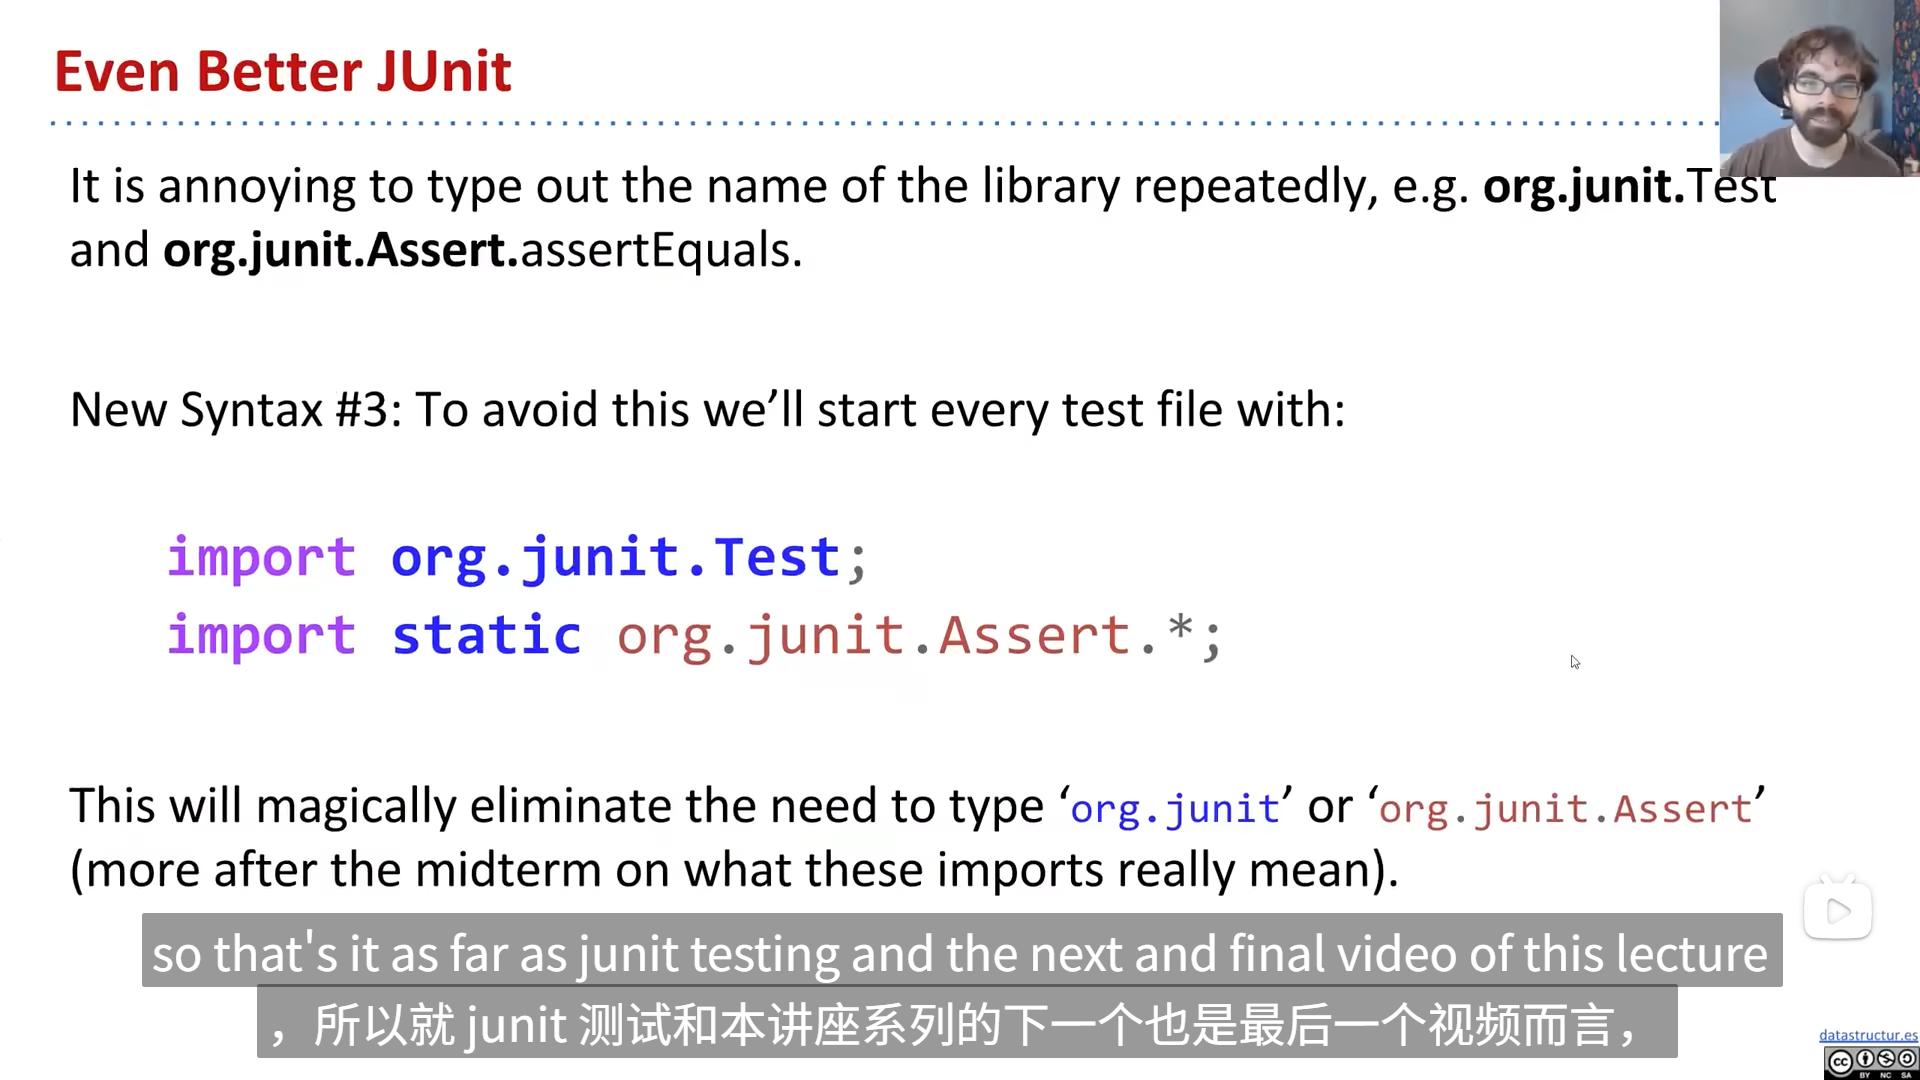 Even Better JUnit
It is annoying to type out the name of the library repeatedly, e.g. org.junit.Test
and org.junit.Assert.assertEquals.
New Syntax #3: To avoid this we’ll start every test file with:
import org.junit.Test;
import static org.junit.Assert.*;
This will magically eliminate the need to type ‘org.junit’ or ‘org.junit.Assert’
(more after the midterm on what these imports really mean).
so that's it as far as junit testing and the next and final video of this lecture
，所以就 junit 测试和本讲座系列的下一个也是最后一个视频而言，
datastructur.es
cc
BY NC SA